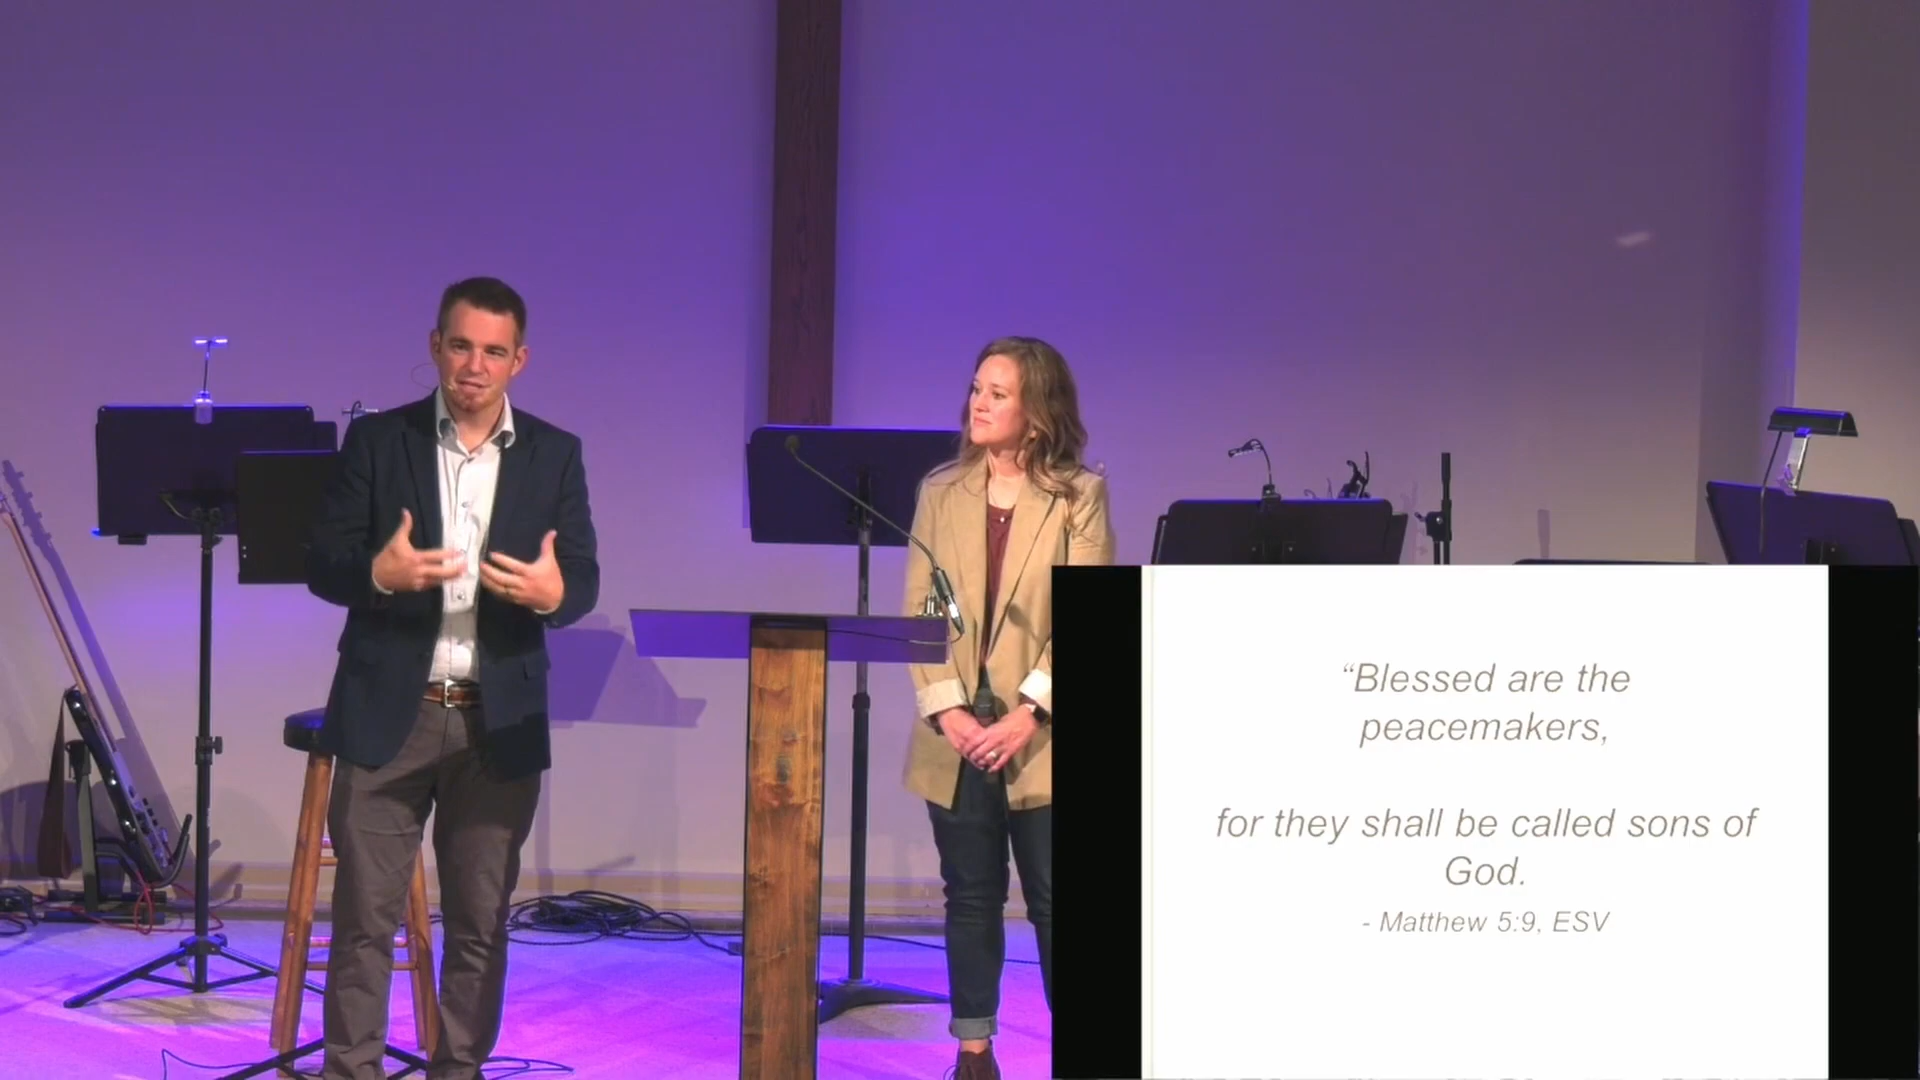 “Blessed are the
peacemakers,
for they shall be called sons of
God.
- Matthew 5:9, ESV